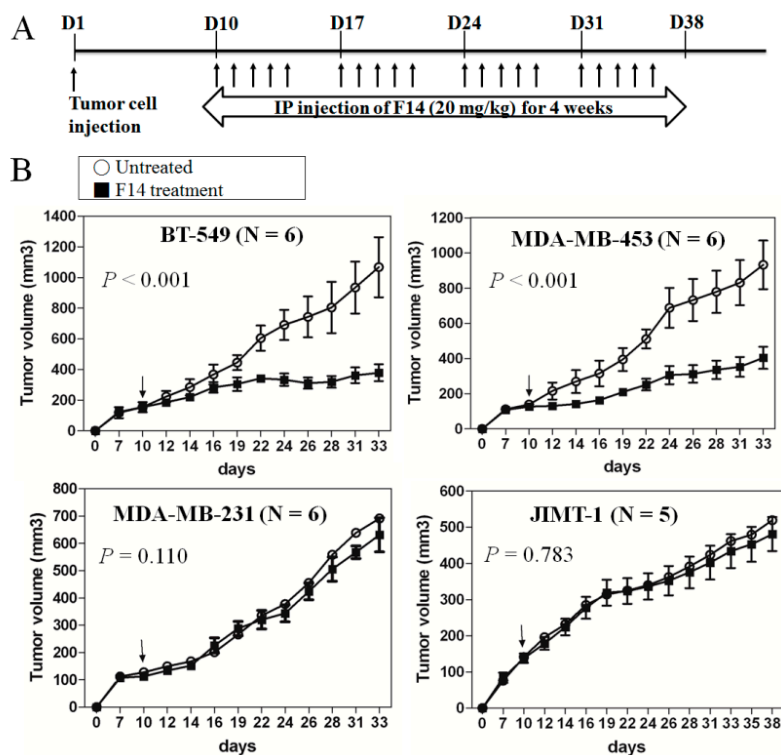 A
D1 D10 D17 D24 D31 D38
Tumor cell
injection
IP injection of F14 (20 mg/kg) for 4 weeks
B
Untreated
F14 treatment
BT-549 (N = 6)
P < 0.001
Tumor volume (mm3)
1400
1200
1000
800
600
400
200
0
0 7 10 12 14 16 19 22 24 26 28 31 33
days
MDA-MB-453 (N = 6)
P < 0.001
Tumor volume (mm3)
1200
1000
800
600
400
200
0
0 7 10 12 14 16 19 22 24 26 28 31 33
days
MDA-MB-231 (N = 6)
P = 0.110
Tumor volume (mm3)
800
700
600
500
400
300
200
100
0
0 7 10 12 14 16 19 22 24 26 28 31 33
days
JIMT-1 (N = 5)
P = 0.783
Tumor volume (mm3)
600
500
400
300
200
100
0
0 7 10 12 14 16 19 22 24 26 28 31 33 35 38
days